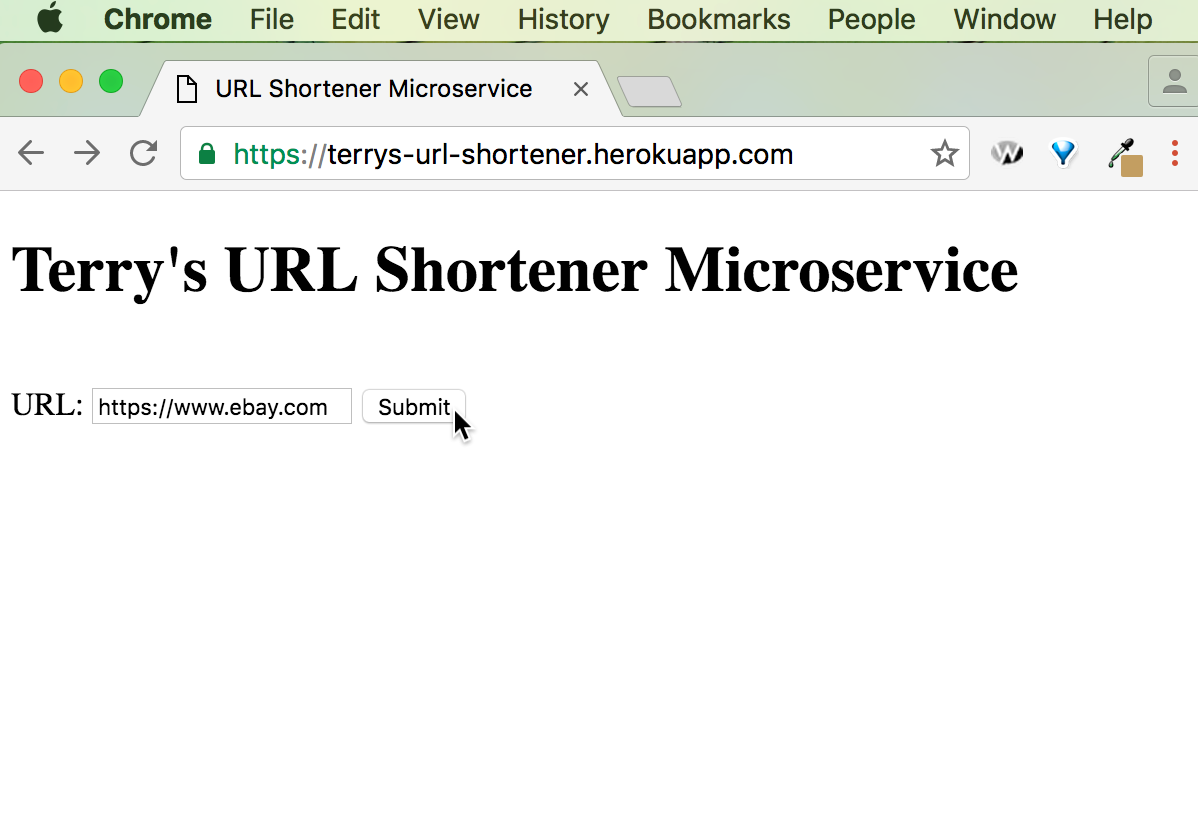 Chrome File Edit View History Bookmarks People Window Help
URL Shortener Microservice
https://terrys-url-shortener.herokuapp.com
Terry's URL Shortener Microservice
URL: https://www.ebay.com Submit